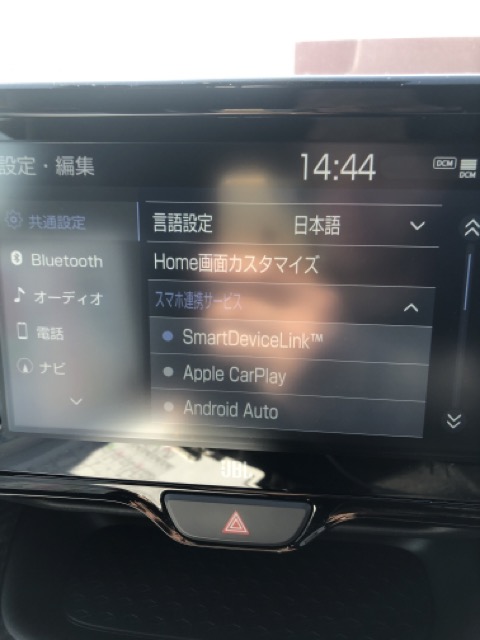 設定・編集
14:44
DCM
DCM
共通設定
Bluetooth
オーディオ
電話
ナビ
言語設定 日本語
Home画面カスタマイズ
スマホ連携サービス
SmartDeviceLink™
Apple CarPlay
Android Auto
JBL